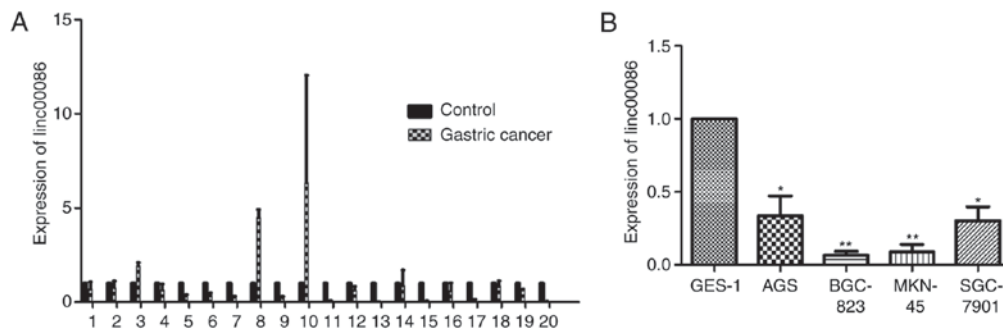 A
Expression of linc00086
15
10
5
0
Control
Gastric cancer
1 2 3 4 5 6 7 8 9 10 11 12 13 14 15 16 17 18 19 20
B
Expression of linc00086
1.5
1.0
0.5
0.0
* ** ** *
GES-1 AGS BGC- MKN- SGC-
823 45 7901